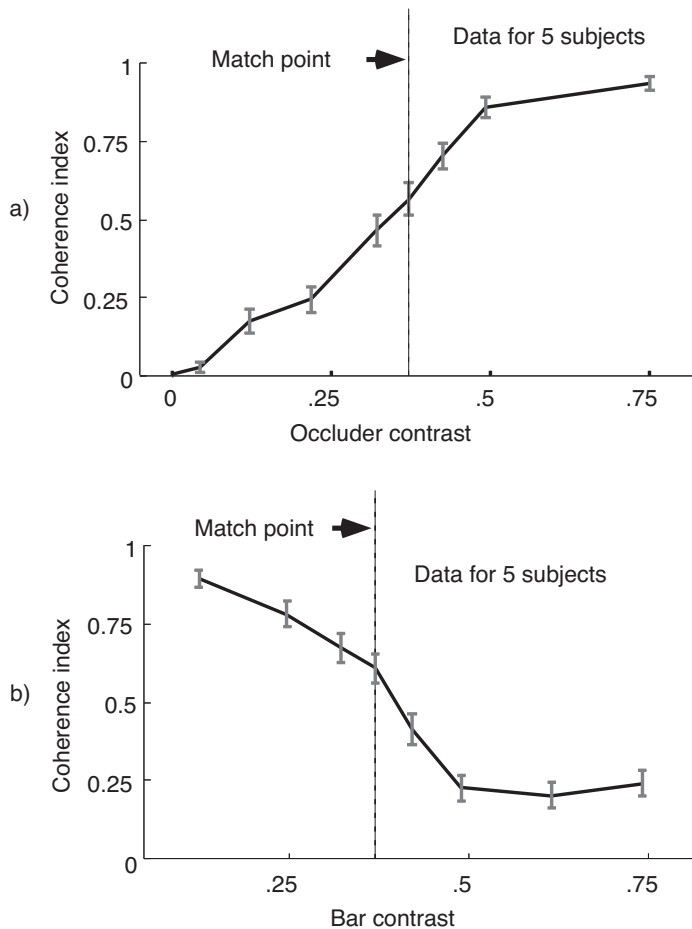 Data for 5 subjects
Match point
1
0.75
0.5
0.25
0
Coherence index
a)
0 .25 .5 .75
Occluder contrast
Match point
Data for 5 subjects
1
0.75
0.5
0.25
0
Coherence index
b)
.25 .5 .75
Bar contrast